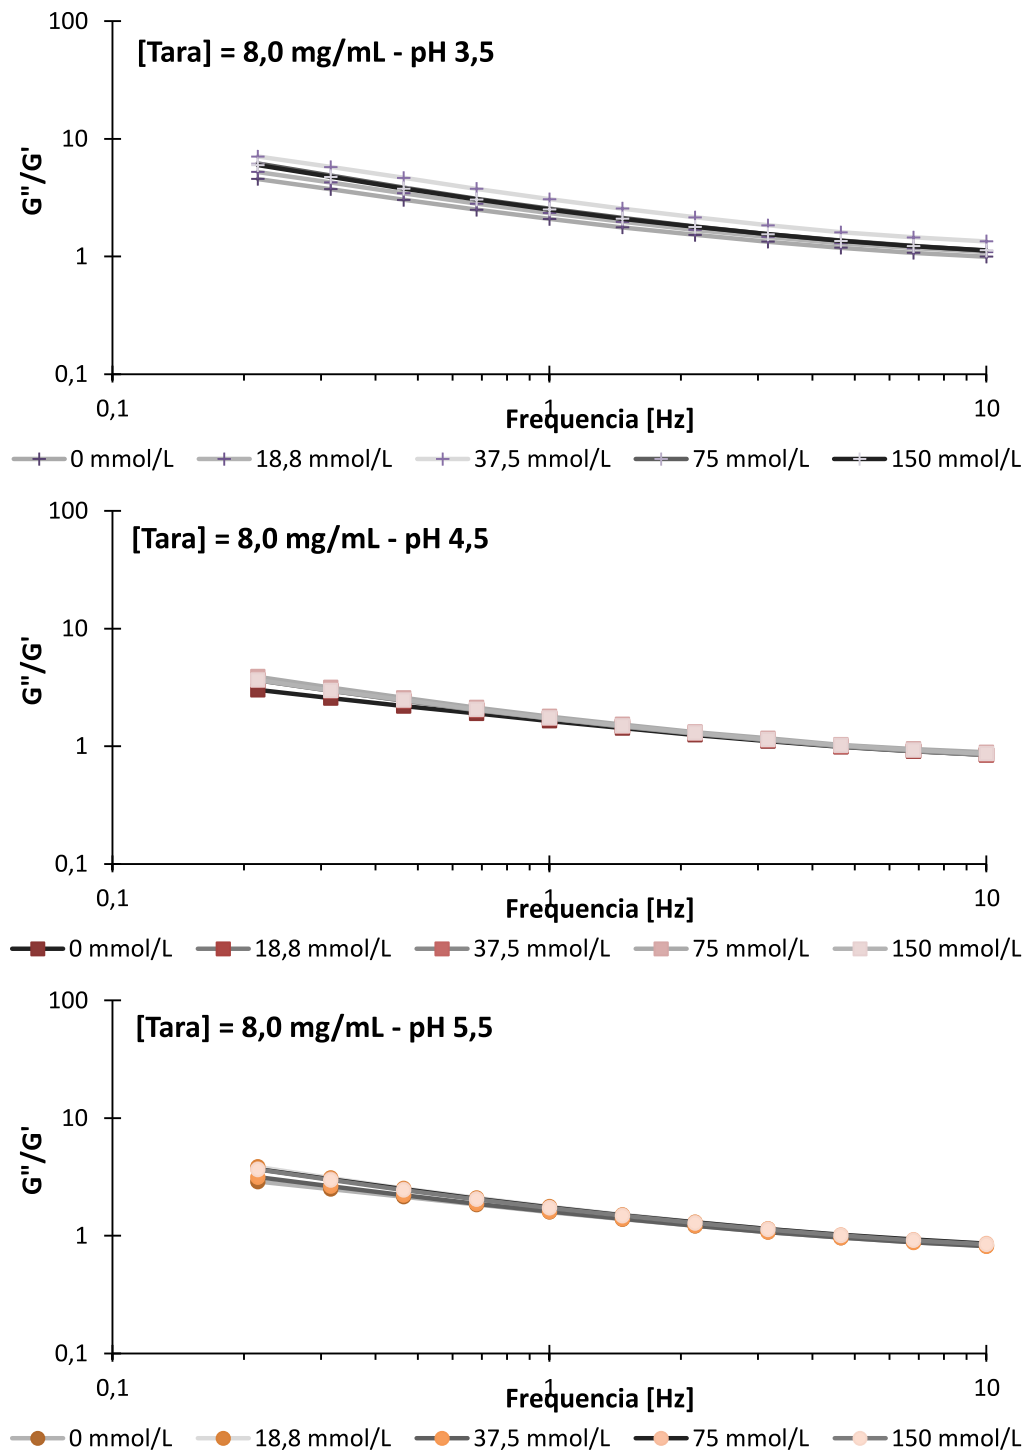 100
[Tara] = 8,0 mg/mL - pH 3,5
10
G"/G'
1
0,1
0,1 1 10
Frequencia [Hz]
0 mmol/L 18,8 mmol/L 37,5 mmol/L 75 mmol/L 150 mmol/L
100
[Tara] = 8,0 mg/mL - pH 4,5
10
G"/G'
1
0,1
0,1 1 10
Frequencia [Hz]
0 mmol/L 18,8 mmol/L 37,5 mmol/L 75 mmol/L 150 mmol/L
100
[Tara] = 8,0 mg/mL - pH 5,5
10
G"/G'
1
0,1
0,1 1 10
Frequencia [Hz]
0 mmol/L 18,8 mmol/L 37,5 mmol/L 75 mmol/L 150 mmol/L